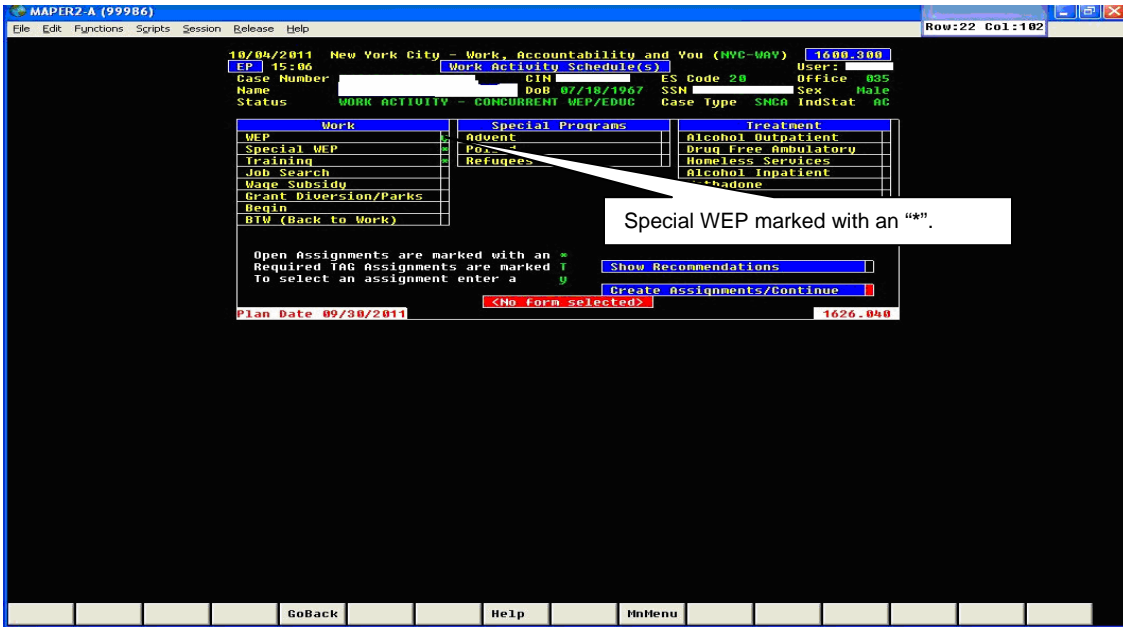 MAPER2-A (99986)
File Edit Functions Scripts Session Release Help
Row:22 Col:102
10/04/2011 New York City - Work, Accountability and You (NYC-WAY) 1600.300
EP 15:06 Work Activity Schedule(s) User:
Case Number CIN ES Code 20 Office 035
Name DoB 07/18/1967 SSN Sex Male
Status WORK ACTIVITY - CONCURRENT WEP/EDUC Case Type SNCA IndStat AC
Work Special Programs Treatment
WEP Advent Alcohol Outpatient
Special WEP * Drug Free Ambulatory
Training * Refugees Homeless Services
Job Search Alcohol Inpatient
Wage Subsidy
Grant Diversion/Parks
Begin
BTW (Back to Work)
Special WEP marked with an “*”.
Open Assignments are marked with an *
Required TAG Assignments are marked T Show Recommendations
To select an assignment enter a y
Create Assignments/Continue
<No form selected>
Plan Date 09/30/2011 1626.040
GoBack Help MnMenu